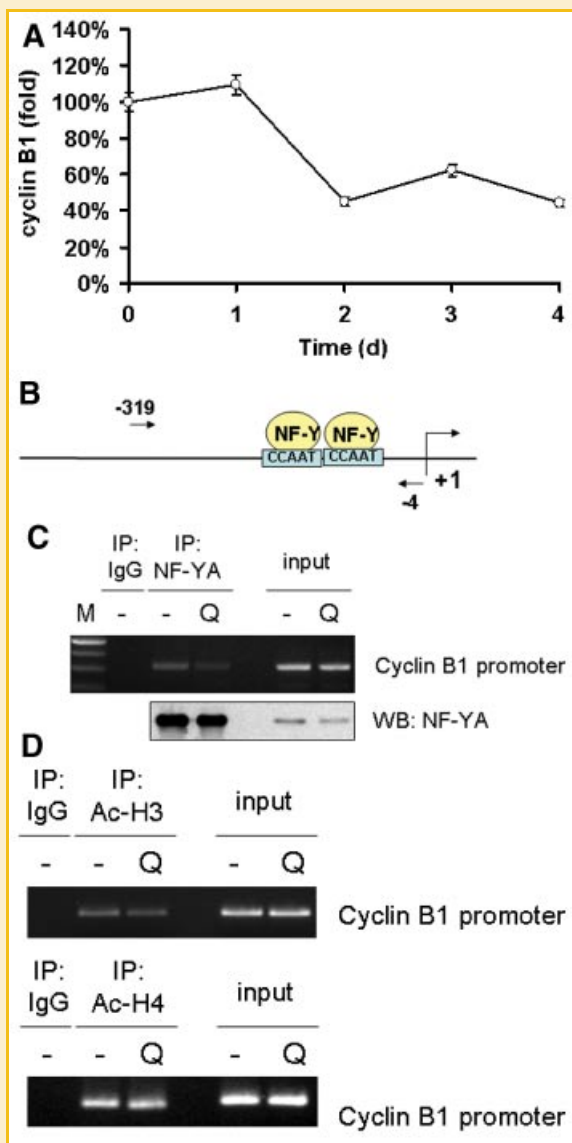 A
140%
120%
100%
80%
60%
40%
20%
0%
cyclin B1 (fold)
0 1 2 3 4
Time (d)
B
-319
NF-Y NF-Y
CCAAT CCAAT
+1
-4
C
IP: IP:
IgG NF-YA input
M - - Q - Q
Cyclin B1 promoter
WB: NF-YA
D
IP: IP:
IgG Ac-H3 input
- - Q - Q
Cyclin B1 promoter
IP: IP:
IgG Ac-H4 input
- - Q - Q
Cyclin B1 promoter